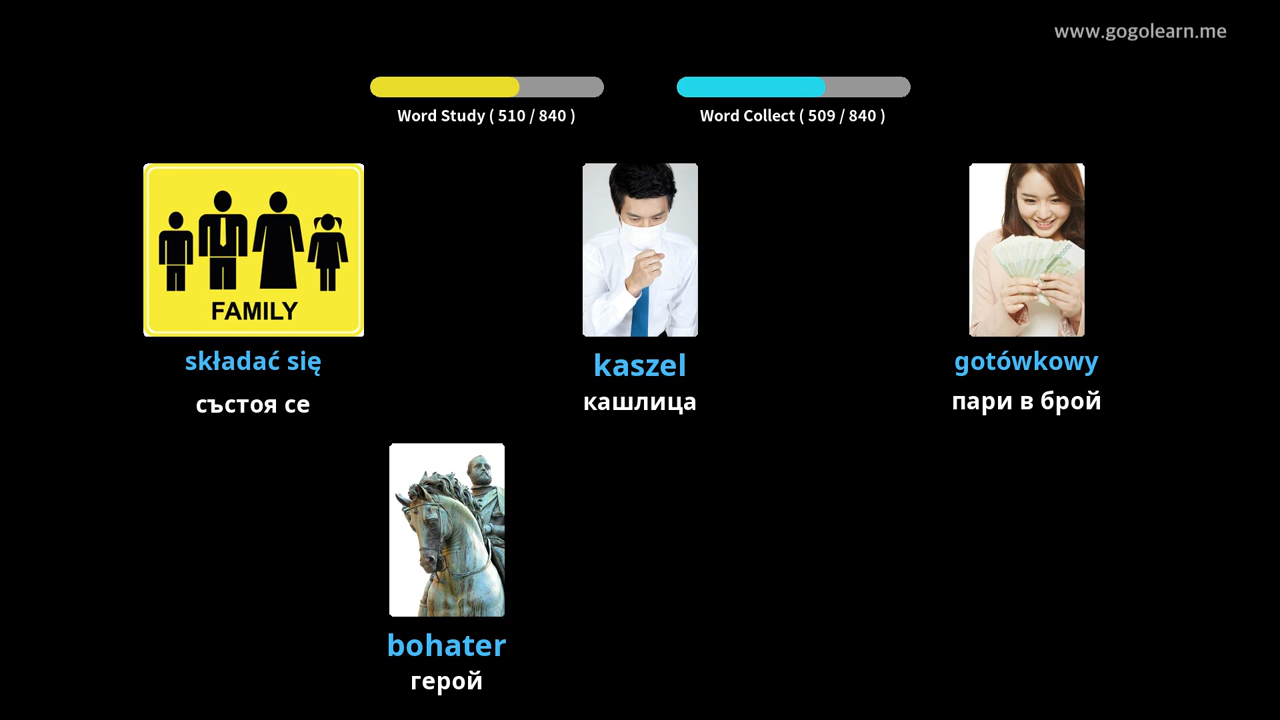 www.gogolearn.me
Word Study ( 510 / 840 )
Word Collect ( 509 / 840 )
FAMILY
składać się
състоя се
kaszel
кашлица
gotówkowy
пари в брой
bohater
герой